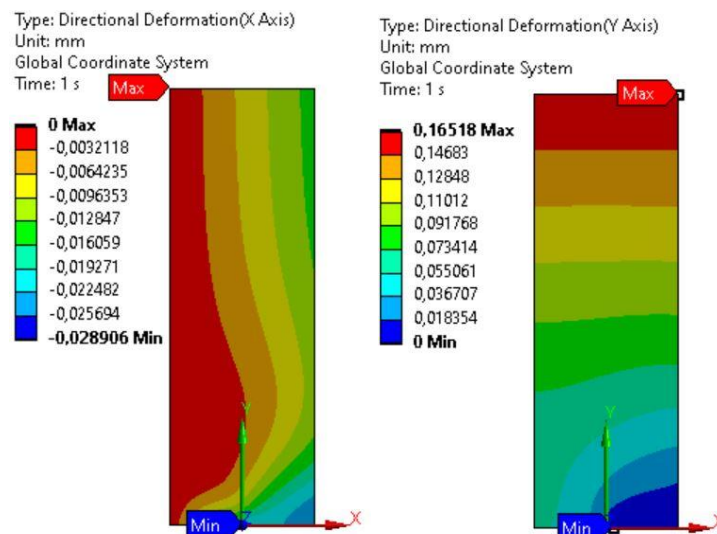 Type: Directional Deformation(X Axis)
Unit: mm
Global Coordinate System
Time: 1 s
Max
0 Max
-0,0032118
-0,0064235
-0,0096353
-0,012847
-0,016059
-0,019271
-0,022482
-0,025694
-0,028906 Min
Y
Min
X
Type: Directional Deformation(Y Axis)
Unit: mm
Global Coordinate System
Time: 1 s
Max
0,16518 Max
0,14683
0,12848
0,11012
0,091768
0,073414
0,055061
0,036707
0,018354
0 Min
Y
Min